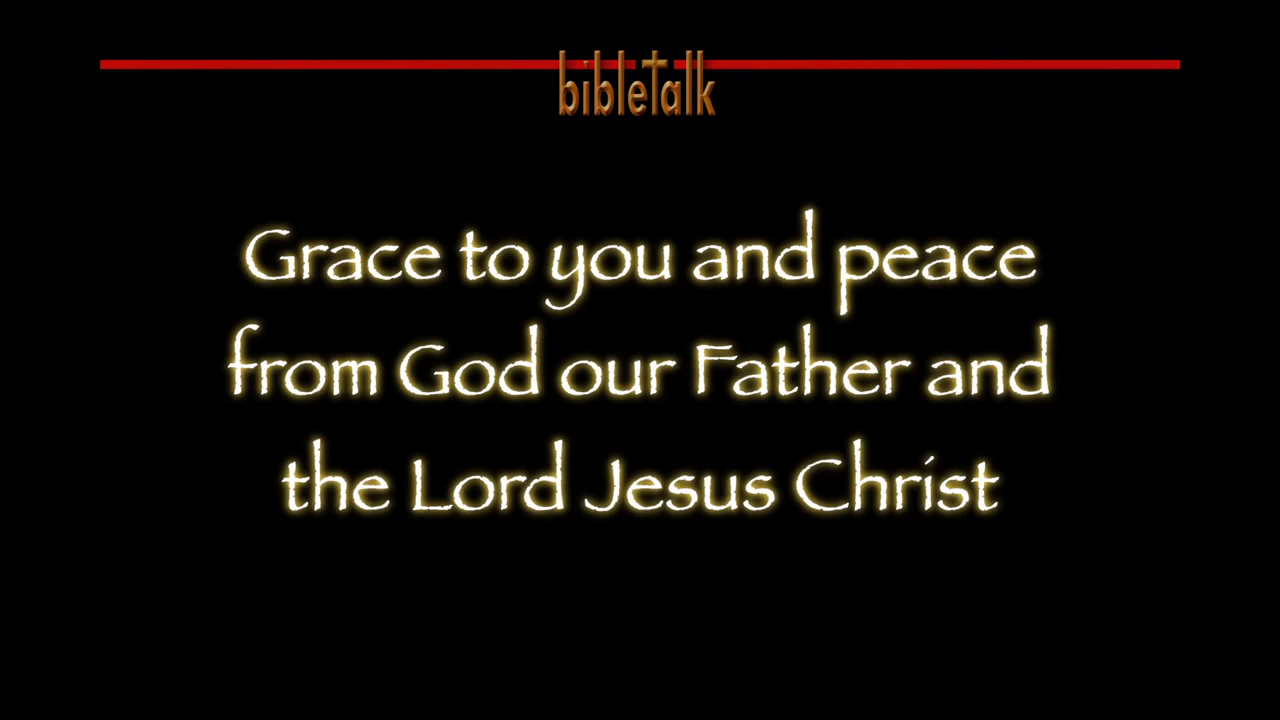 bibleTalk
Grace to you and peace
from God our Father and
the Lord Jesus Christ